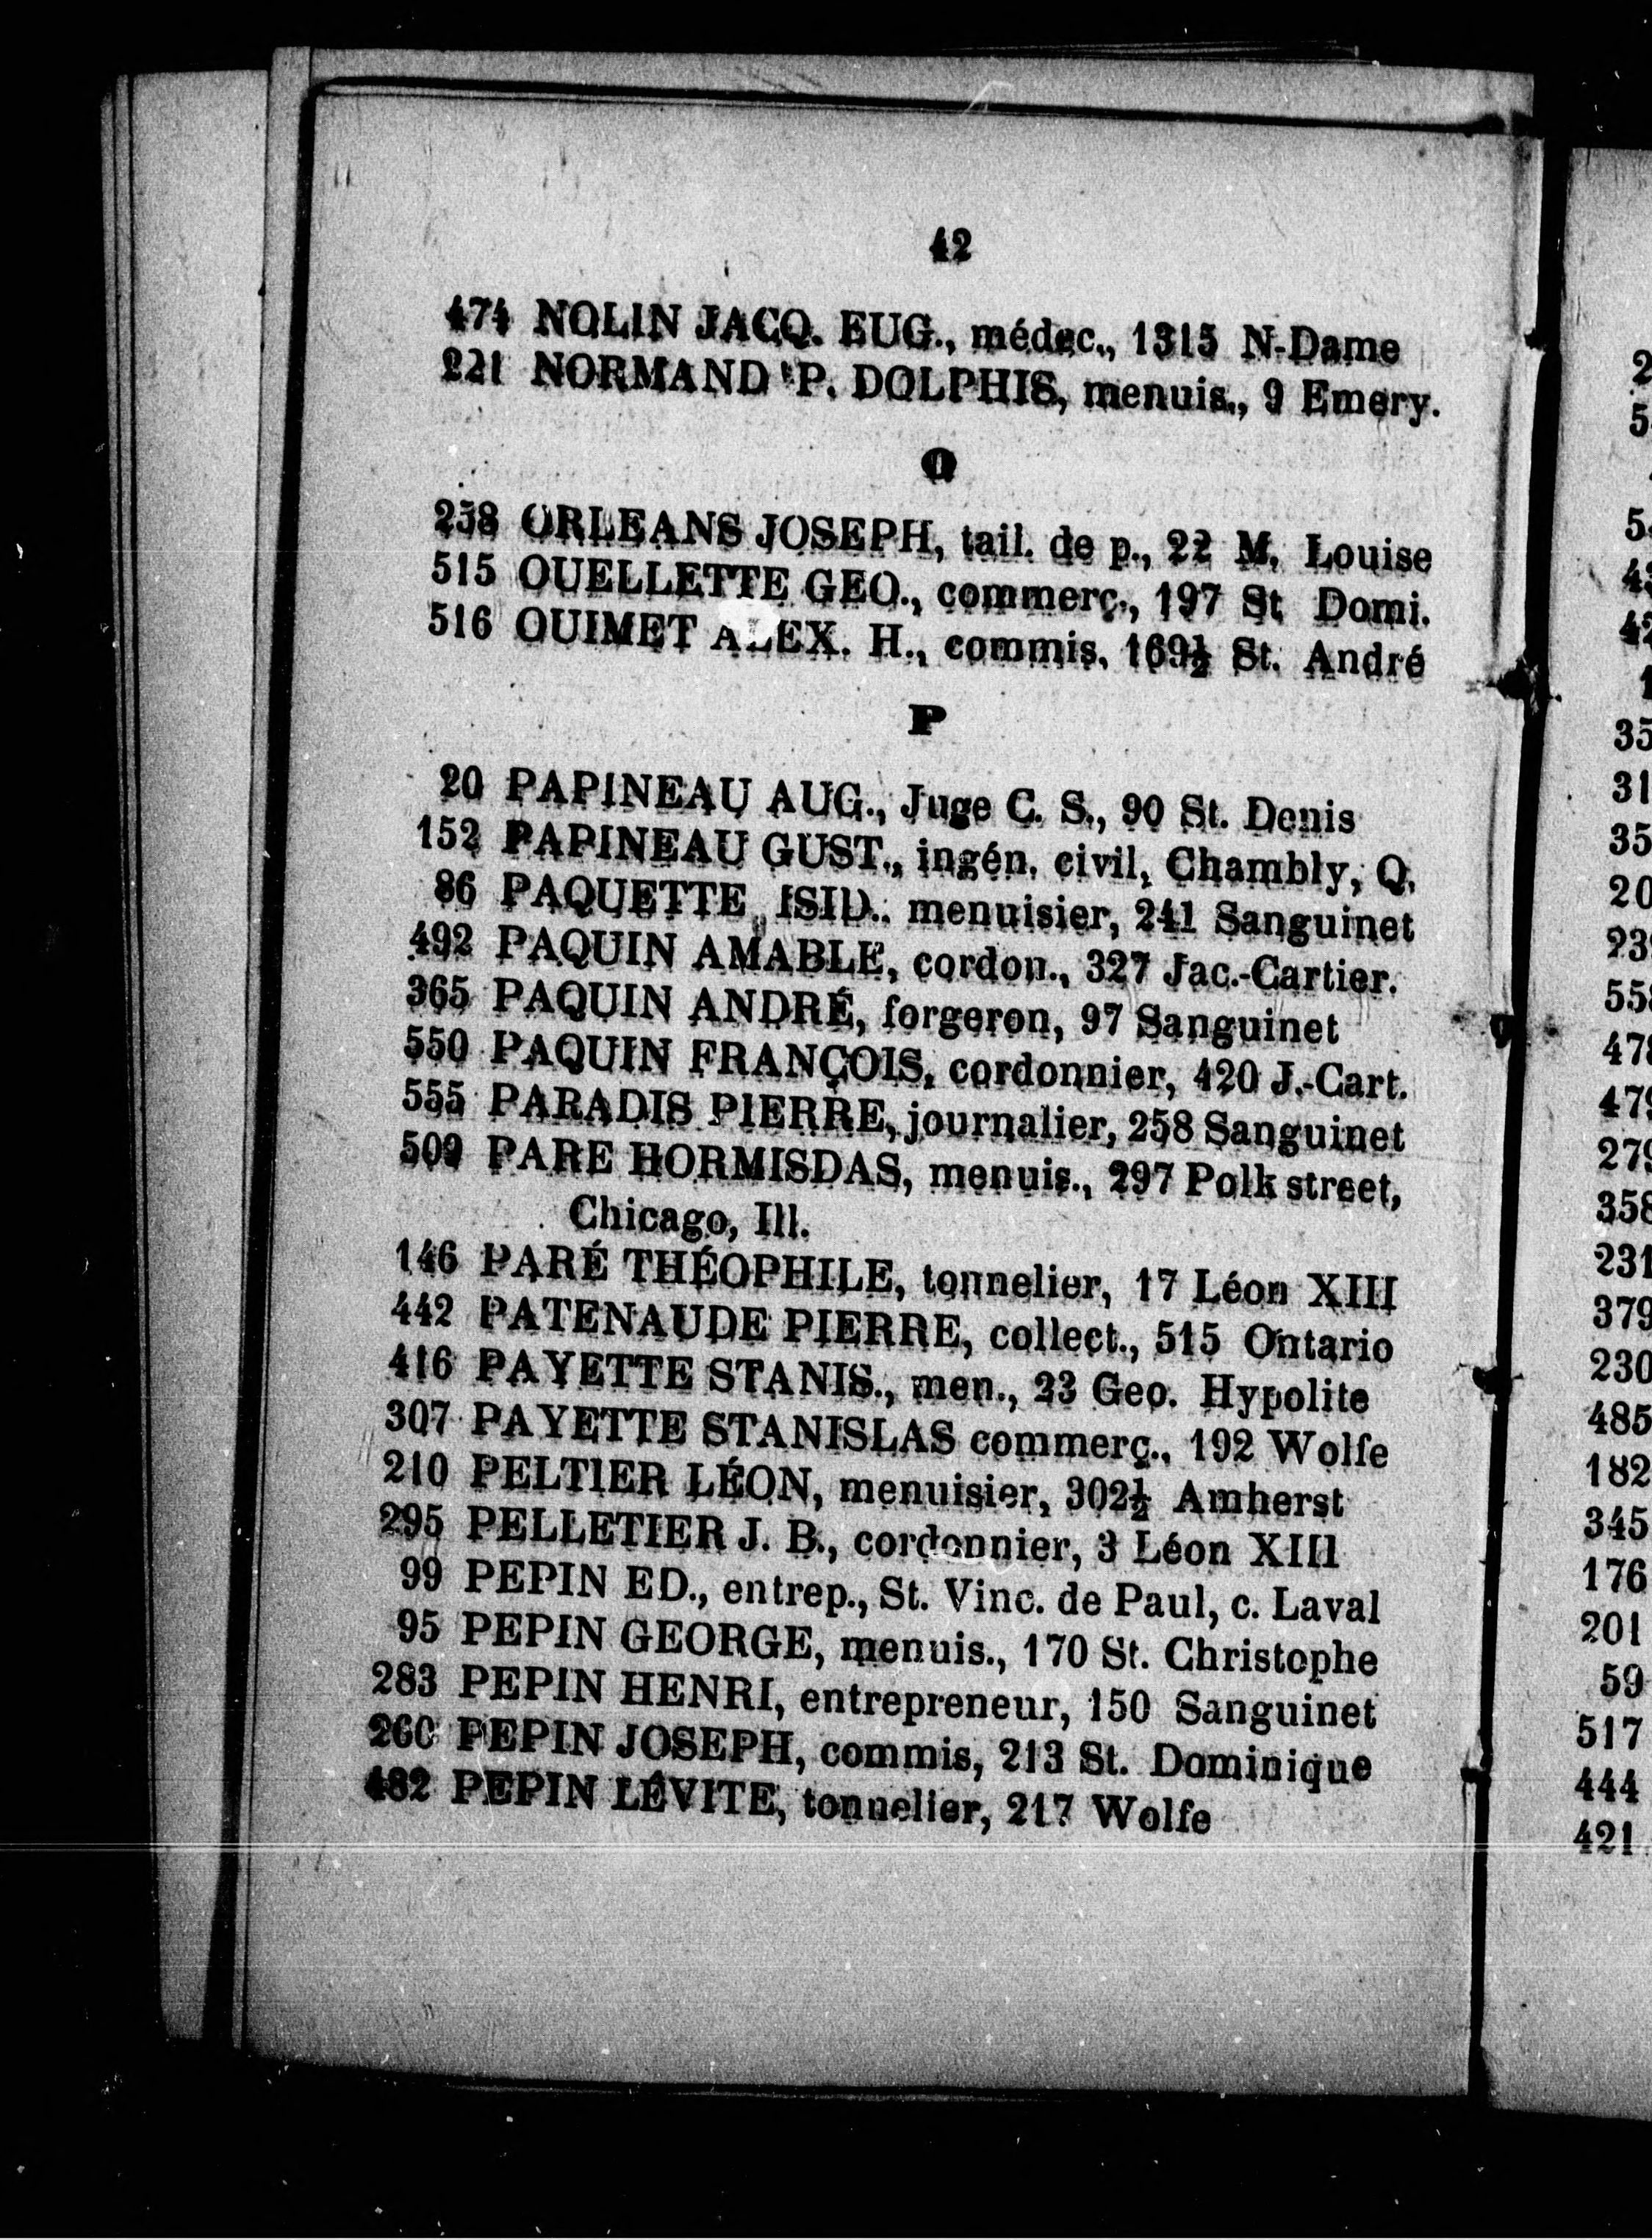 42
474 NOLIN JACQ. EUG., médec., 1315 N-Dame
221 NORMAND P. DOLPHIS, menuis., 9 Emery.
O
258 ORLEANS JOSEPH, tail. de p., 22 M. Louise
515 OUELLETTE GEO., commerç., 197 St Domi.
516 OUIMET ALEX. H., commis, 169½ St. André
P
20 PAPINEAU AUG., Juge C. S., 90 St. Denis
152 PAPINEAU GUST., ingén. civil, Chambly, Q.
86 PAQUETTE ISID., menuisier, 241 Sanguinet
492 PAQUIN AMABLE, cordon., 327 Jac.-Cartier.
365 PAQUIN ANDRÉ, forgeron, 97 Sanguinet
550 PAQUIN FRANÇOIS, cordonnier, 420 J.-Cart.
555 PARADIS PIERRE, journalier, 258 Sanguinet
509 PARE HORMISDAS, menuis., 297 Polk street,
Chicago, Ill.
146 PARÉ THÉOPHILE, tonnelier, 17 Léon XIII
442 PATENAUDE PIERRE, collect., 515 Ontario
416 PAYETTE STANIS., men., 23 Geo. Hypolite
307 PAYETTE STANISLAS commerç., 192 Wolfe
210 PELTIER LÉON, menuisier, 302½ Amherst
295 PELLETIER J. B., cordonnier, 3 Léon XIII
99 PEPIN ED., entrep., St. Vinc. de Paul, c. Laval
95 PEPIN GEORGE, menuis., 170 St. Christophe
283 PEPIN HENRI, entrepreneur, 150 Sanguinet
260 PEPIN JOSEPH, commis, 213 St. Dominique
482 PEPIN LÉVITE, tonnelier, 217 Wolfe
35
31
35
20
358
231
379
230
485
182
345
176
201
59
517
444
421